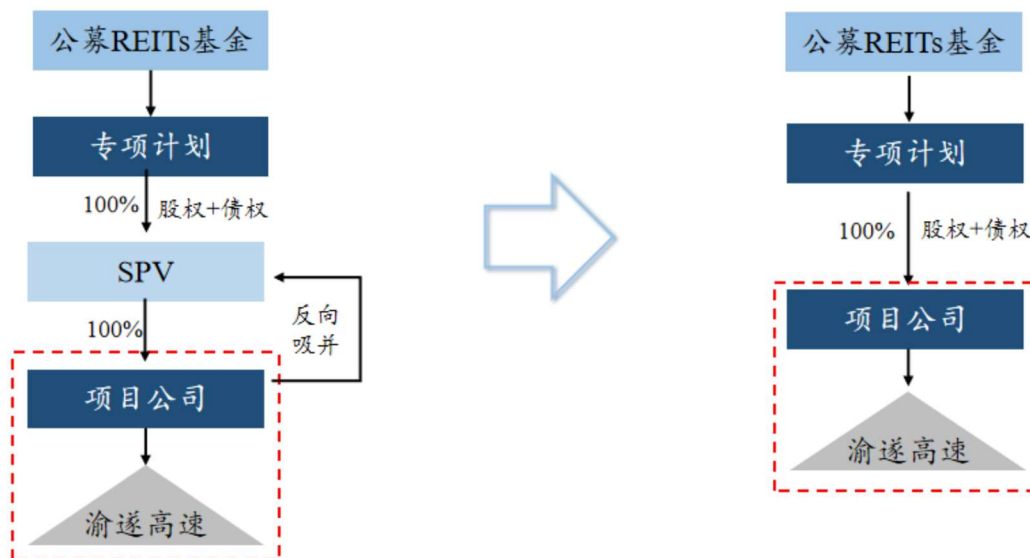 公募REITs基金
专项计划
100%
股权+债权
SPV
100%
反向
吸并
项目公司
渝遂高速
公募REITs基金
专项计划
100%
股权+债权
项目公司
渝遂高速